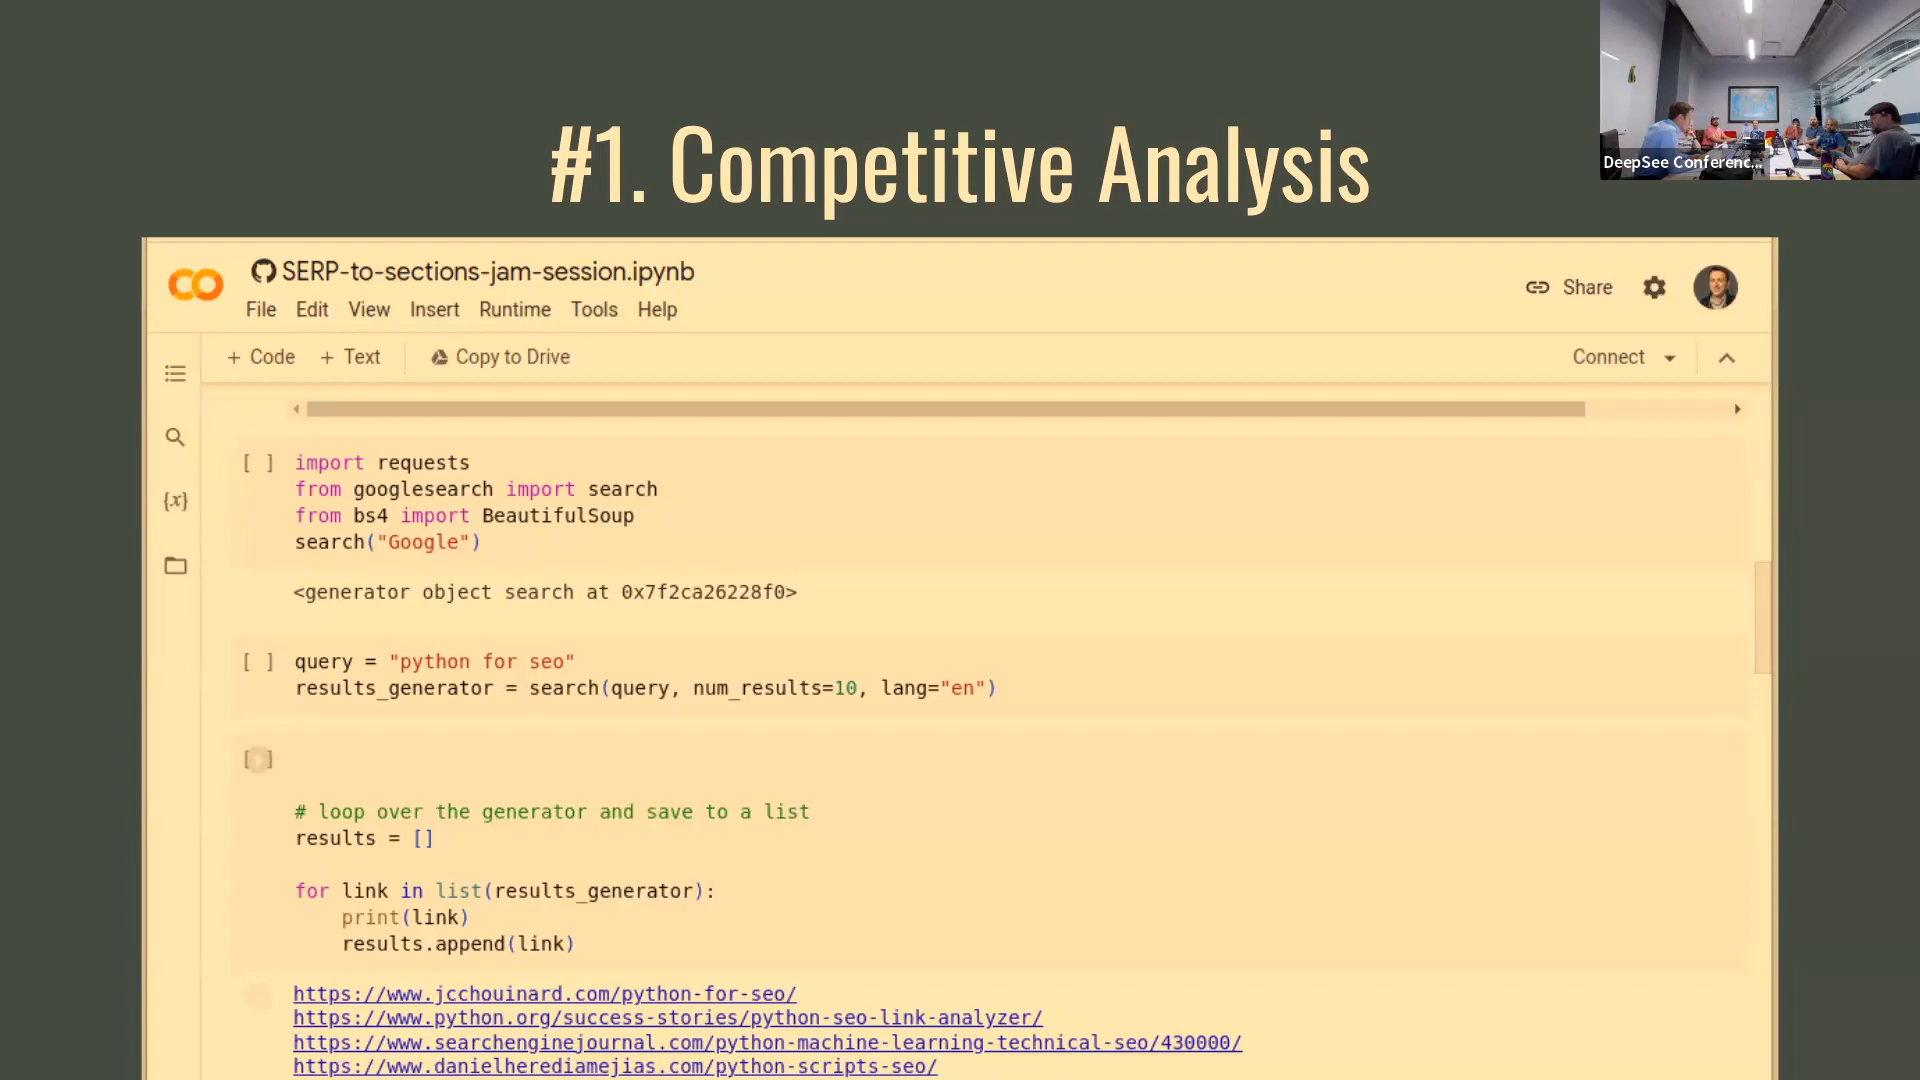 #1. Competitive Analysis
DeepSee Conferenc...
SERP-to-sections-jam-session.ipynb
File Edit View Insert Runtime Tools Help
Share
+ Code + Text Copy to Drive
Connect
{x}
[ ] import requests
from googlesearch import search
from bs4 import BeautifulSoup
search("Google")
<generator object search at 0x7f2ca26228f0>
[ ] query = "python for seo"
results_generator = search(query, num_results=10, lang="en")
[ ]
# loop over the generator and save to a list
results = []
for link in list(results_generator):
    print(link)
    results.append(link)
https://www.jcchouinard.com/python-for-seo/
https://www.python.org/success-stories/python-seo-link-analyzer/
https://www.searchenginejournal.com/python-machine-learning-technical-seo/430000/
https://www.danielherediamejias.com/python-scripts-seo/